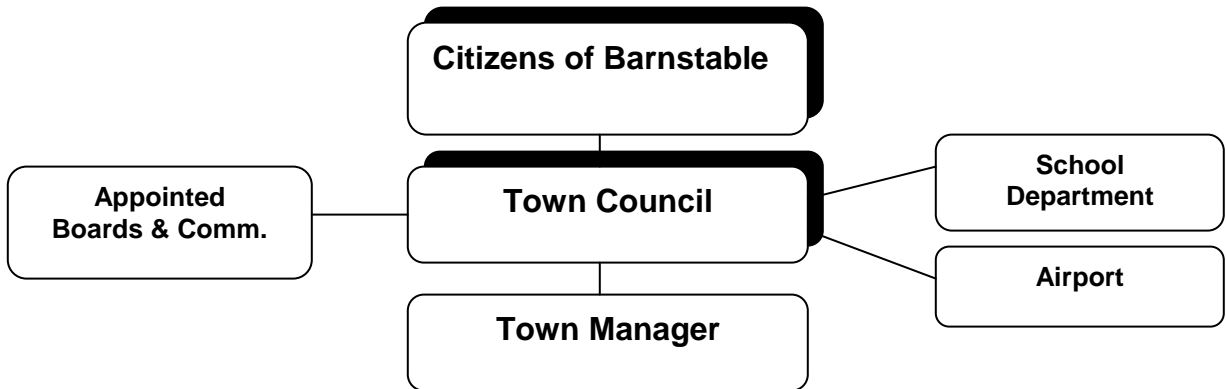 Citizens of Barnstable
Appointed
Boards & Comm.
Town Council
School
Department
Airport
Town Manager